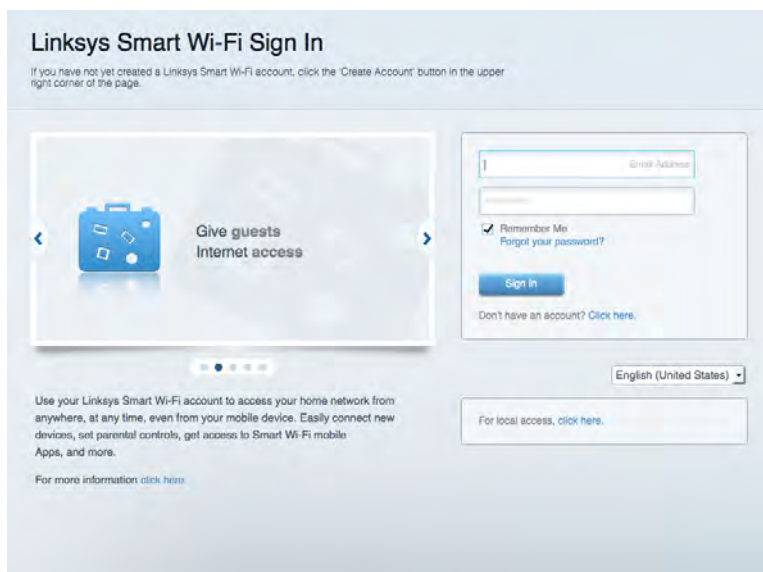 Linksys Smart Wi-Fi Sign In
If you have not yet created a Linksys Smart Wi-Fi account, click the 'Create Account' button in the upper
right corner of the page.
Give guests
Internet access
Email Address
Remember Me
Forgot your password?
Sign In
Don't have an account? Click here.
English (United States)
Use your Linksys Smart Wi-Fi account to access your home network from
anywhere, at any time, even from your mobile device. Easily connect new
devices, set parental controls, get access to Smart Wi-Fi mobile
Apps, and more.
For more information click here.
For local access, click here.